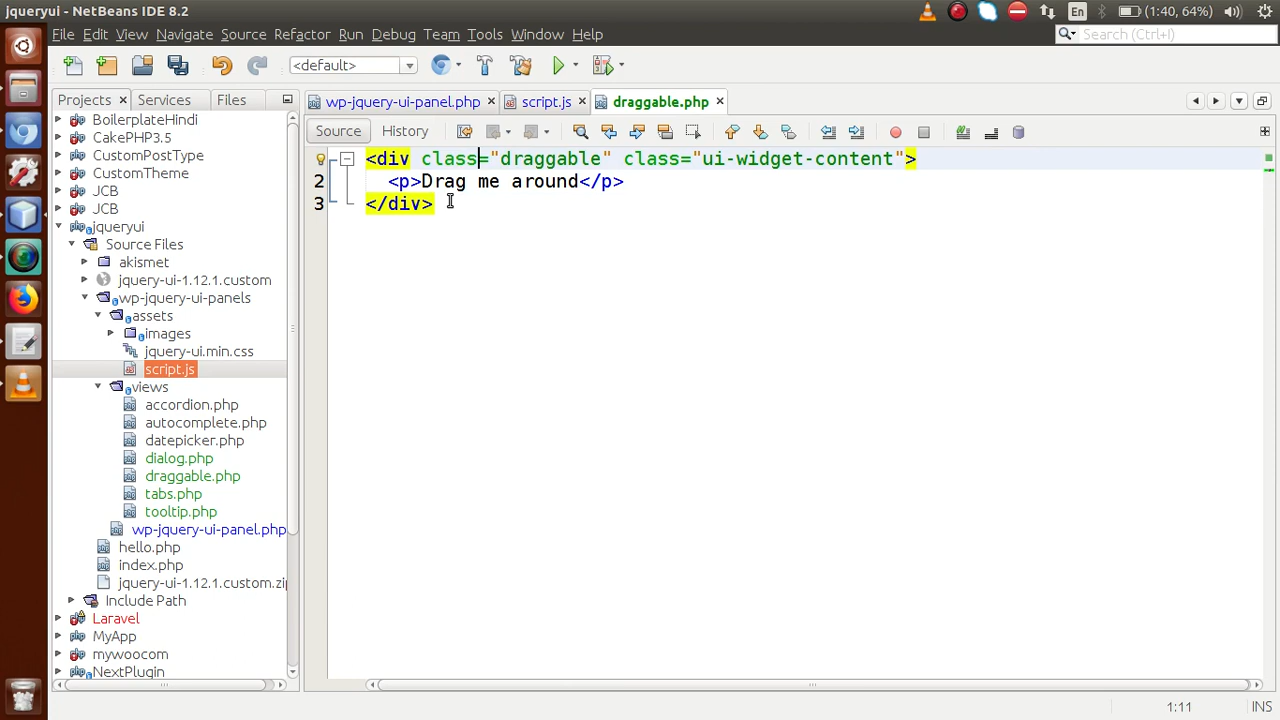 jqueryui - NetBeans IDE 8.2
En
(1:40, 64%)
File Edit View Navigate Source Refactor Run Debug Team Tools Window Help
Search (Ctrl+I)
<default>
Projects
Services
Files
wp-jquery-ui-panel.php
script.js
draggable.php
Source
History
BoilerplateHindi
CakePHP3.5
CustomPostType
CustomTheme
JCB
JCB
jqueryui
Source Files
akismet
jquery-ui-1.12.1.custom
wp-jquery-ui-panels
assets
images
jquery-ui.min.css
script.js
views
accordion.php
autocomplete.php
datepicker.php
dialog.php
draggable.php
tabs.php
tooltip.php
wp-jquery-ui-panel.php
hello.php
index.php
jquery-ui-1.12.1.custom.zi
Include Path
Laravel
MyApp
mywoocom
NextPlugin
<div class="draggable" class="ui-widget-content">
2 <p>Drag me around</p>
3 </div>
1:11
INS